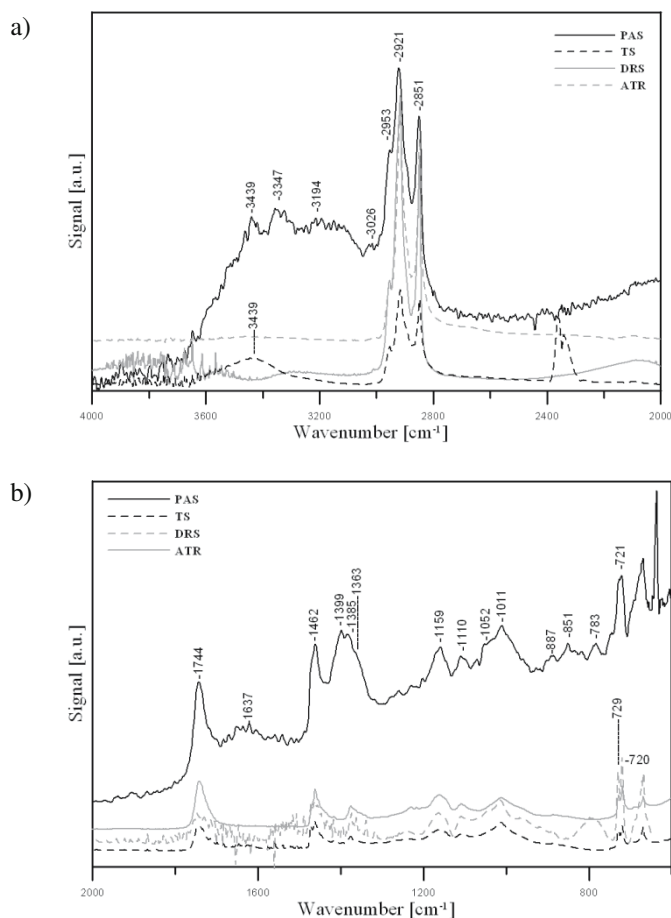 a)
PAS
TS
DRS
ATR
-2921
-2851
-2953
-3439
-3347
-3194
-3026
3439
Signal [a.u.]
4000 3600 3200 2800 2400 2000
Wavenumber [cm-1]
b)
PAS
TS
DRS
ATR
-1744
-1637
-1462
-1399
-1385
-1363
-1159
-1110
-1052
-1011
-887
-851
-783
-721
729
-720
Signal [a.u.]
2000 1600 1200 800
Wavenumber [cm-1]